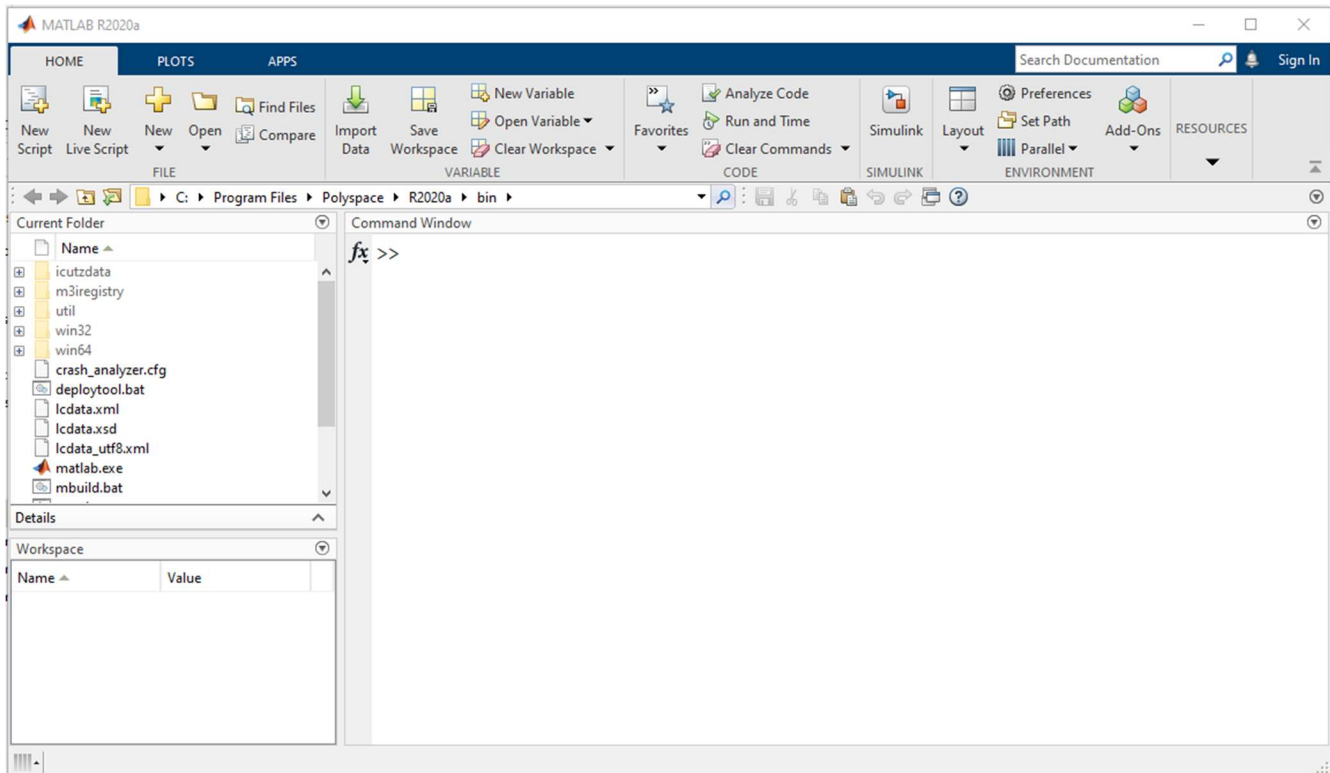 MATLAB R2020a
HOME PLOTS APPS Search Documentation Sign In
New Script New Live Script New Open Find Files Compare Import Data Save Workspace New Variable Open Variable Clear Workspace Favorites Analyze Code Run and Time Clear Commands Simulink Layout Preferences Set Path Parallel Add-Ons RESOURCES
FILE VARIABLE CODE SIMULINK ENVIRONMENT
C: Program Files Polyspace R2020a bin
Current Folder Command Window
Name
fx >>
icutzdata
m3iregistry
util
win32
win64
crash_analyzer.cfg
deploytool.bat
lcdata.xml
lcdata.xsd
lcdata_utf8.xml
matlab.exe
mbuild.bat
Details
Workspace
Name Value